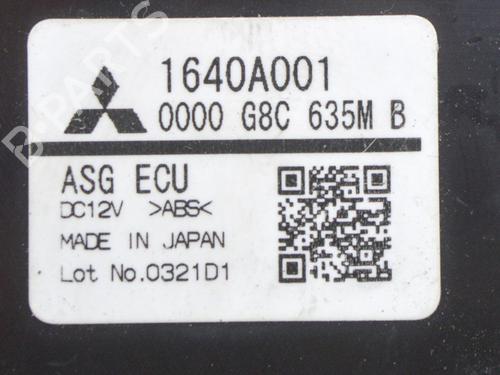 1640A001
0000 G8C 635M B
ASG ECU
DC12V >ABS<
MADE IN JAPAN
Lot No.0321D1
B-PARTS